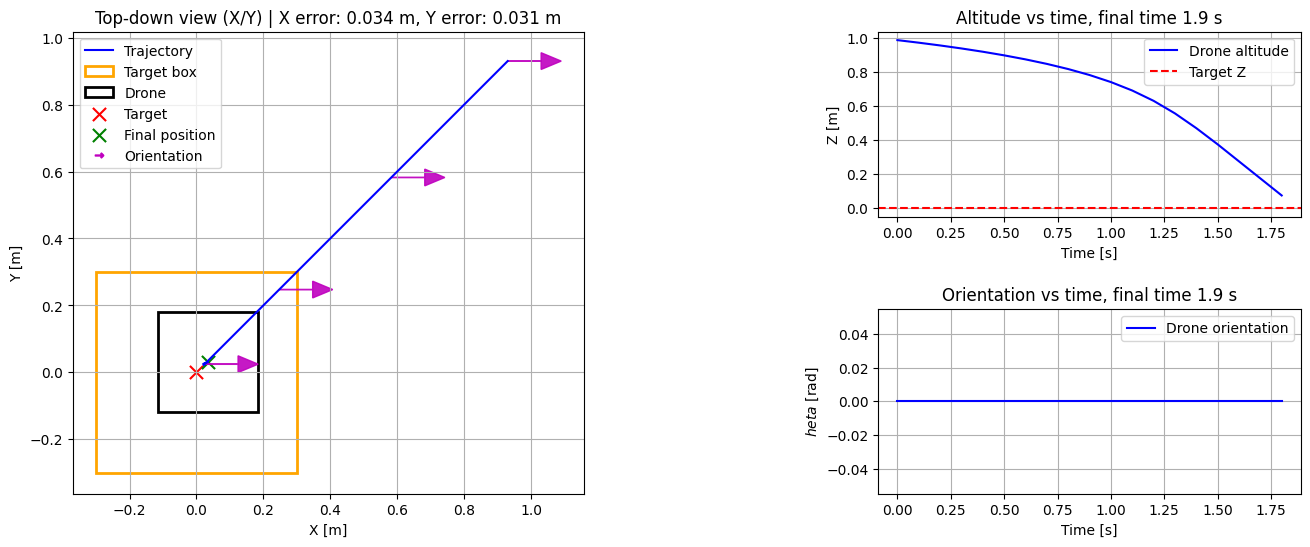 Top-down view (X/Y) | X error: 0.034 m, Y error: 0.031 m
Trajectory
Target box
Drone
Target
Final position
Orientation
1.0
0.8
0.6
0.4
0.2
0.0
−0.2
Y [m]
−0.2
0.0
0.2
0.4
0.6
0.8
1.0
X [m]
Altitude vs time, final time 1.9 s
Drone altitude
Target Z
1.0
0.8
0.6
0.4
0.2
0.0
Z [m]
0.00
0.25
0.50
0.75
1.00
1.25
1.50
1.75
Time [s]
Orientation vs time, final time 1.9 s
Drone orientation
0.04
0.02
0.00
−0.02
−0.04
heta [rad]
0.00
0.25
0.50
0.75
1.00
1.25
1.50
1.75
Time [s]